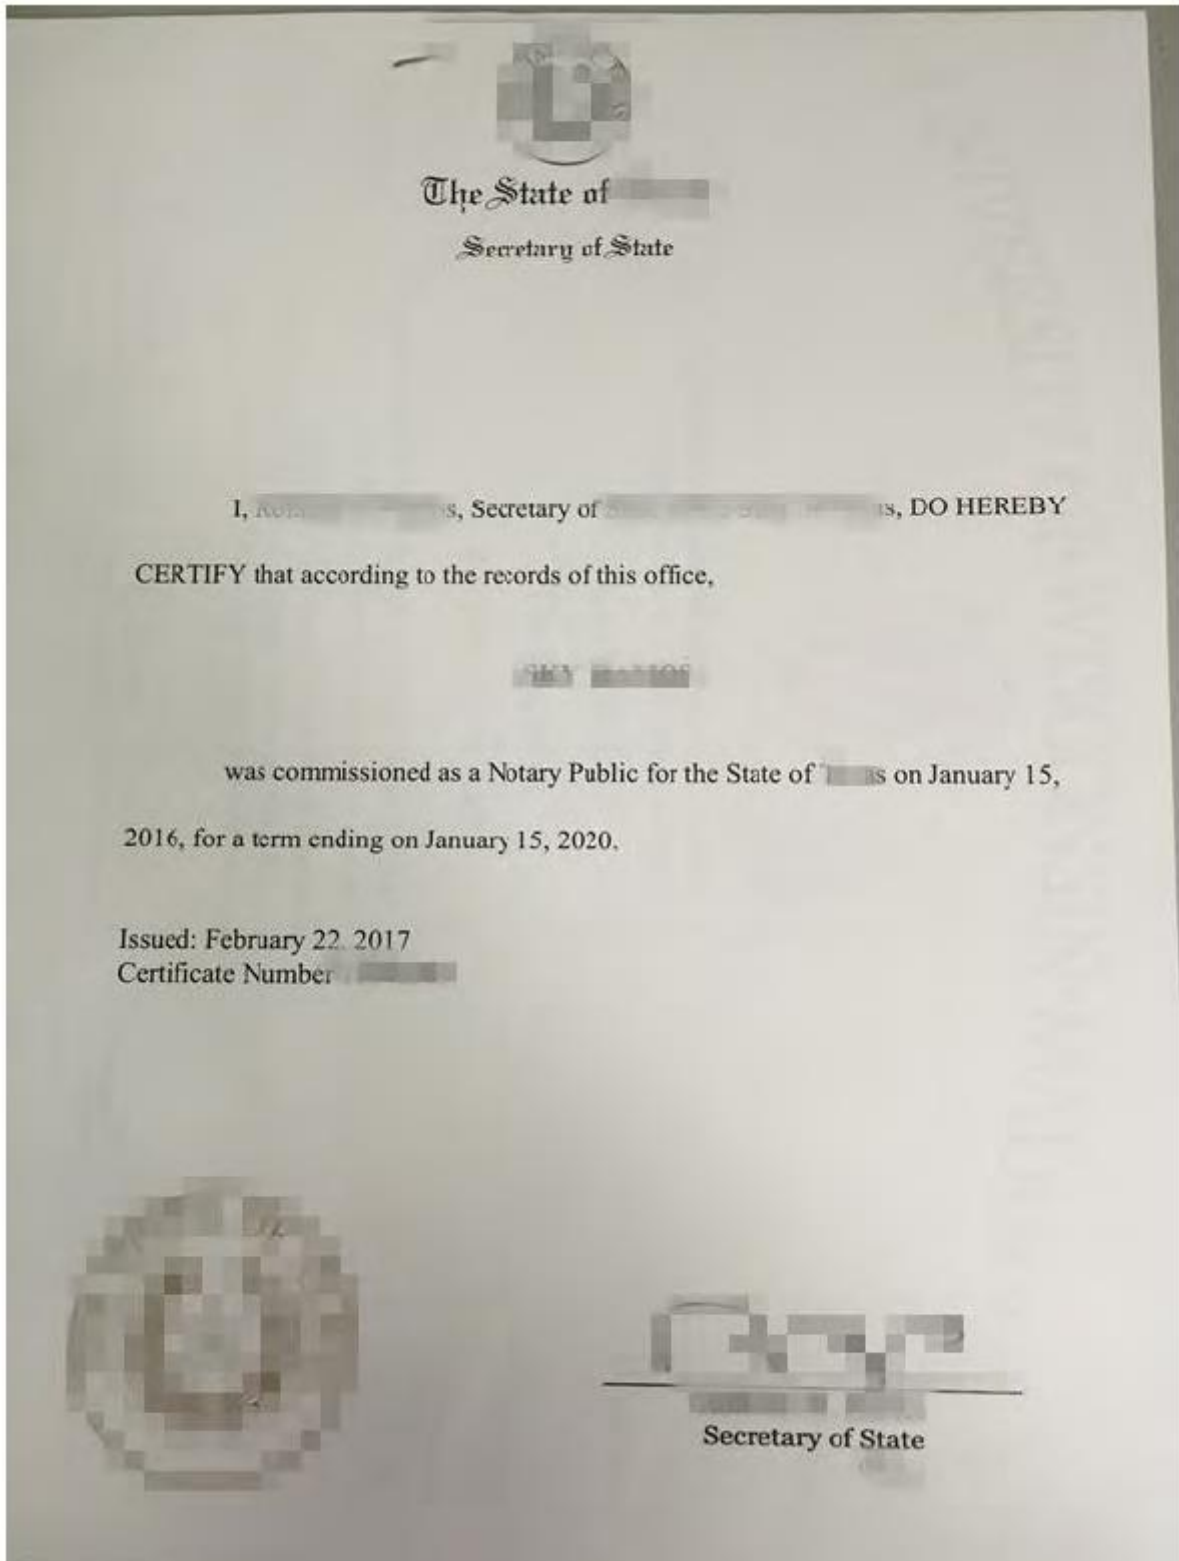 The State of
Secretary of State
I, s, Secretary of s, DO HEREBY
CERTIFY that according to the records of this office,
was commissioned as a Notary Public for the State of s on January 15,
2016, for a term ending on January 15, 2020.
Issued: February 22, 2017
Certificate Number
Secretary of State